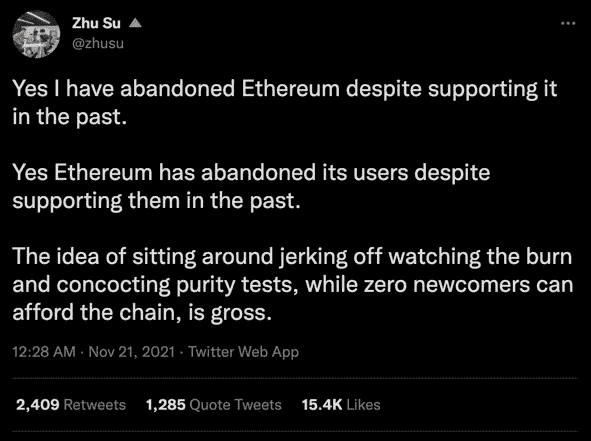 Zhu Su 🔺
@zhusu
Yes I have abandoned Ethereum despite supporting it
in the past.
Yes Ethereum has abandoned its users despite
supporting them in the past.
The idea of sitting around jerking off watching the burn
and concocting purity tests, while zero newcomers can
afford the chain, is gross.
12:28 AM · Nov 21, 2021 · Twitter Web App
2,409 Retweets 1,285 Quote Tweets 15.4K Likes